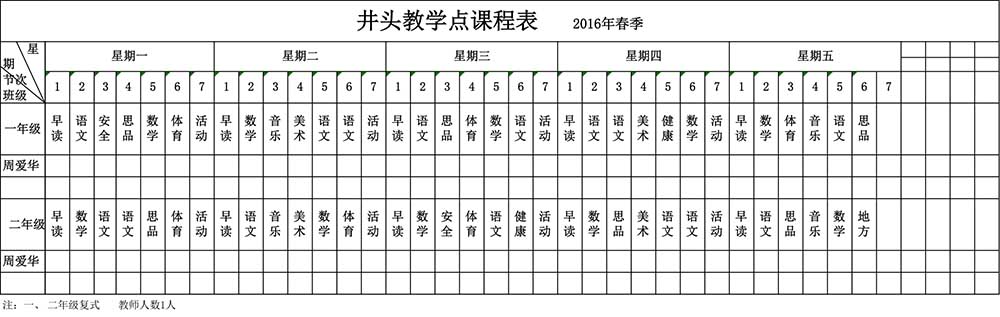 井头教学点课程表 2016年春季
星期 节次 班级 星期一 星期二 星期三 星期四 星期五
1 2 3 4 5 6 7 1 2 3 4 5 6 7 1 2 3 4 5 6 7 1 2 3 4 5 6 7 1 2 3 4 5 6 7
一年级 早读 语文 安全 思品 数学 体育 活动 早读 数学 音乐 美术 语文 语文 活动 早读 语文 思品 体育 数学 语文 活动 早读 语文 语文 美术 健康 数学 活动 早读 数学 体育 音乐 语文 思品
周爱华
二年级 早读 数学 语文 语文 思品 体育 活动 早读 语文 音乐 美术 数学 体育 活动 早读 数学 安全 体育 语文 健康 活动 早读 数学 思品 美术 语文 语文 活动 早读 语文 思品 音乐 数学 地方
周爱华
注：一、二年级复式 教师人数1人